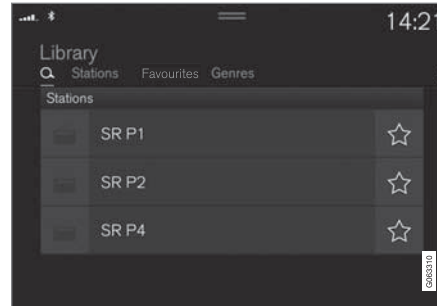 14:21
Library
Stations Favourites Genres
Stations
SR P1
SR P2
SR P4
G063310